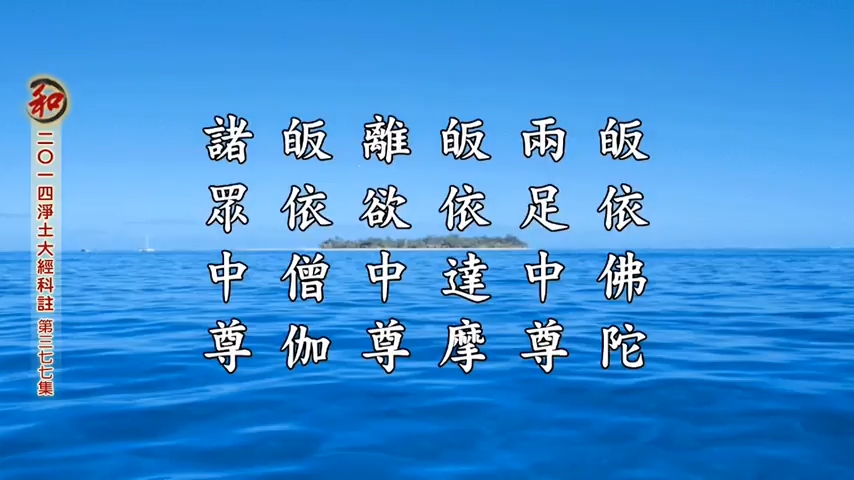 皈依佛陀
兩足中尊
皈依達摩
離欲中尊
皈依僧伽
諸眾中尊
和
二〇一四淨土大經科註 第三七七集